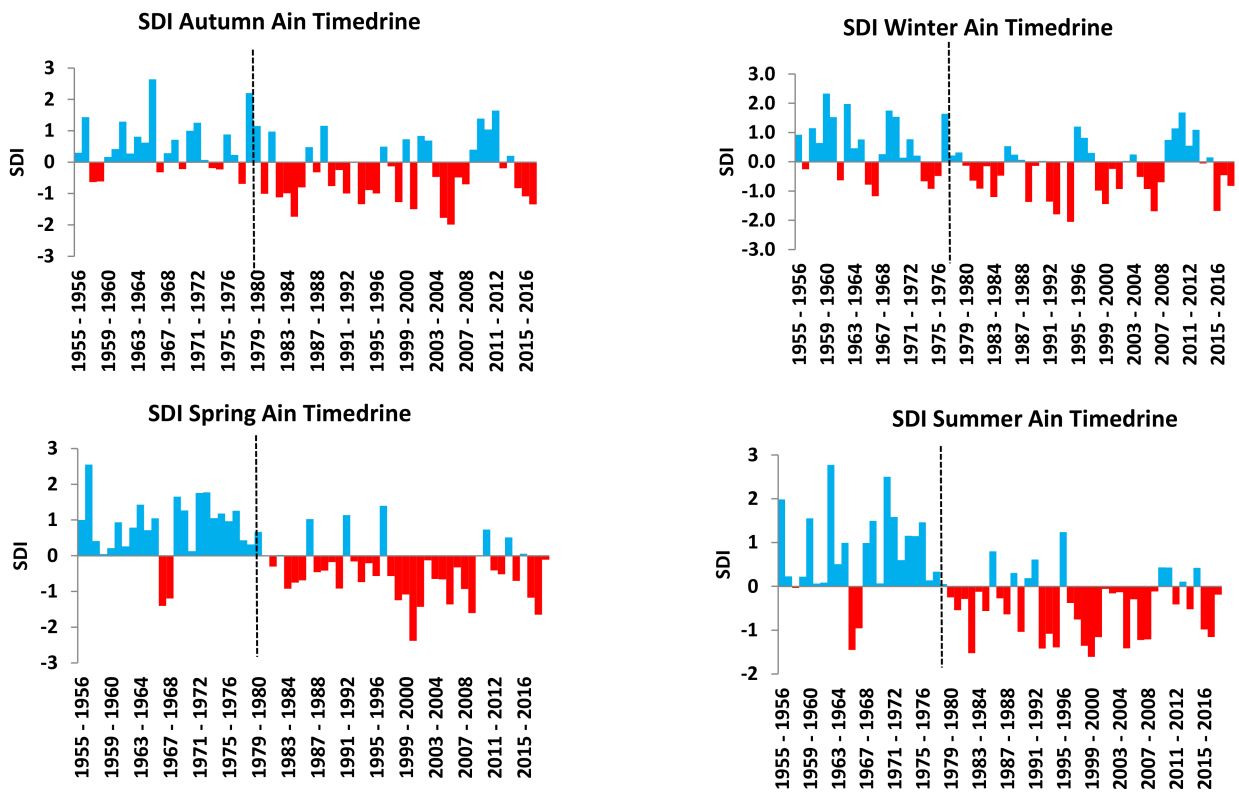 SDI Autumn Ain Timedrine
3
2
1
0
-1
-2
-3
SDI
1955 - 1956
1959 - 1960
1963 - 1964
1967 - 1968
1971 - 1972
1975 - 1976
1979 - 1980
1983 - 1984
1987 - 1988
1991 - 1992
1995 - 1996
1999 - 2000
2003 - 2004
2007 - 2008
2011 - 2012
2015 - 2016
SDI Winter Ain Timedrine
3.0
2.0
1.0
0.0
-1.0
-2.0
-3.0
SDI
1955 - 1956
1959 - 1960
1963 - 1964
1967 - 1968
1971 - 1972
1975 - 1976
1979 - 1980
1983 - 1984
1987 - 1988
1991 - 1992
1995 - 1996
1999 - 2000
2003 - 2004
2007 - 2008
2011 - 2012
2015 - 2016
SDI Spring Ain Timedrine
3
2
1
0
-1
-2
-3
SDI
1955 - 1956
1959 - 1960
1963 - 1964
1967 - 1968
1971 - 1972
1975 - 1976
1979 - 1980
1983 - 1984
1987 - 1988
1991 - 1992
1995 - 1996
1999 - 2000
2003 - 2004
2007 - 2008
2011 - 2012
2015 - 2016
SDI Summer Ain Timedrine
3
2
1
0
-1
-2
SDI
1955 - 1956
1959 - 1960
1963 - 1964
1967 - 1968
1971 - 1972
1975 - 1976
1979 - 1980
1983 - 1984
1987 - 1988
1991 - 1992
1995 - 1996
1999 - 2000
2003 - 2004
2007 - 2008
2011 - 2012
2015 - 2016